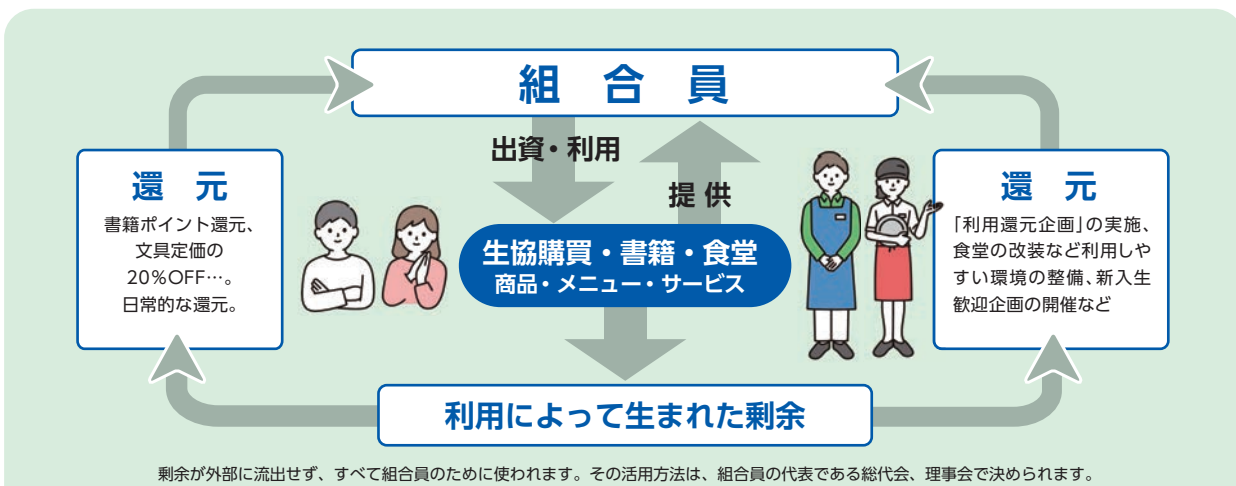 組合員
出資・利用
提供
還元
書籍ポイント還元、
文具定価の
20%OFF…。
日常的な還元。
生協購買・書籍・食堂
商品・メニュー・サービス
還元
「利用還元企画」の実施、
食堂の改装など利用しや
すい環境の整備、新入生
歓迎企画の開催など
利用によって生まれた剰余
剰余が外部に流出せず、すべて組合員のために使われます。その活用方法は、組合員の代表である総代会、理事会で決められます。